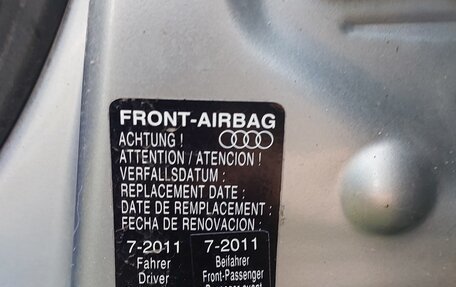 FRONT-AIRBAG
ACHTUNG !
ATTENTION / ATENCION !
VERFALLSDATUM :
REPLACEMENT DATE :
DATE DE REMPLACEMENT :
FECHA DE RENOVACION :
7-2011 7-2011
Fahrer Beifahrer
Driver Front-Passenger